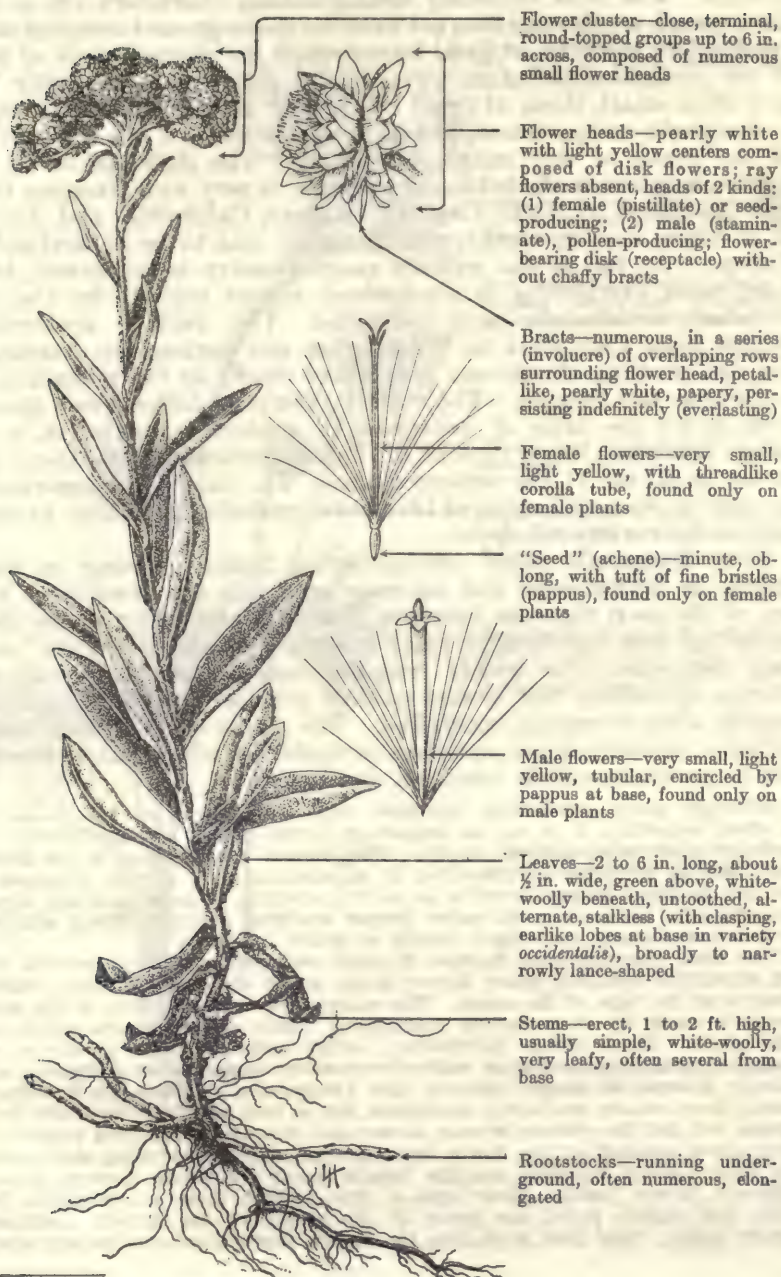 Flower cluster—close, terminal,
round-topped groups up to 6 in.
across, composed of numerous
small flower heads
Flower heads—pearly white
with light yellow centers com-
posed of disk flowers; ray
flowers absent, heads of 2 kinds:
(1) female (pistillate) or seed-
producing; (2) male (stamin-
ate), pollen-producing; flower-
bearing disk (receptacle) with-
out chaffy bracts
Bracts—numerous, in a series
(involucre) of overlapping rows
surrounding flower head, petal-
like, pearly white, papery, per-
sisting indefinitely (everlasting)
Female flowers—very small,
light yellow, with threadlike
corolla tube, found only on
female plants
"Seed" (achene)—minute, ob-
long, with tuft of fine bristles
(pappus), found only on female
plants
Male flowers—very small, light
yellow, tubular, encircled by
pappus at base, found only on
male plants
Leaves—2 to 6 in. long, about
½ in. wide, green above, white-
woolly beneath, untoothed, al-
ternate, stalkless (with clasping,
earlike lobes at base in variety
occidentalis), broadly to nar-
rowly lance-shaped
Stems—erect, 1 to 2 ft. high,
usually simple, white-woolly,
very leafy, often several from
base
Rootstocks—running under-
ground, often numerous, elon-
gated